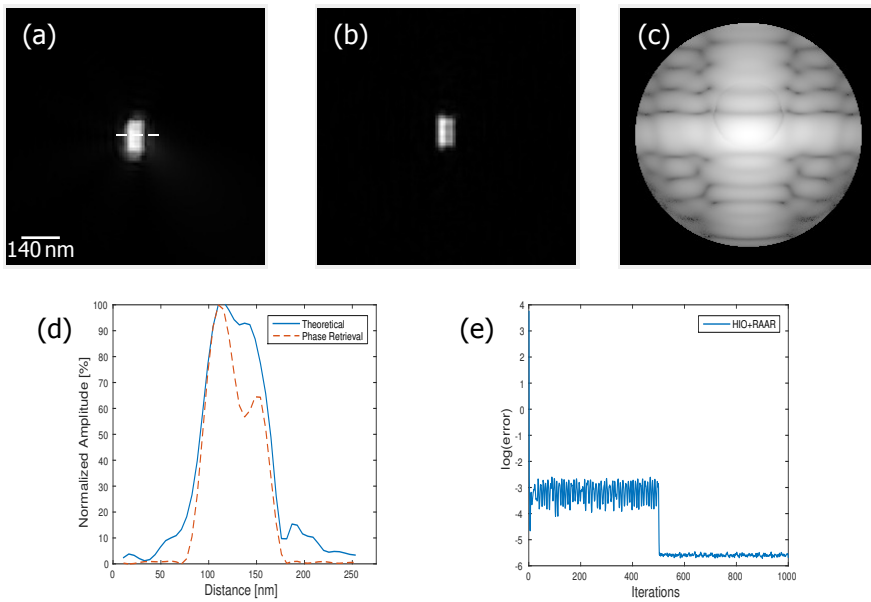 (a)
(b)
(c)
140 nm
(d)
Normalized Amplitude [%]
100
90
80
70
60
50
40
30
20
10
0
0
50
100
150
200
250
Distance [nm]
Theoretical
Phase Retrieval
(e)
log(error)
4
3
2
1
0
-1
-2
-3
-4
-5
-6
0
200
400
600
800
1000
Iterations
HIO+RAAR